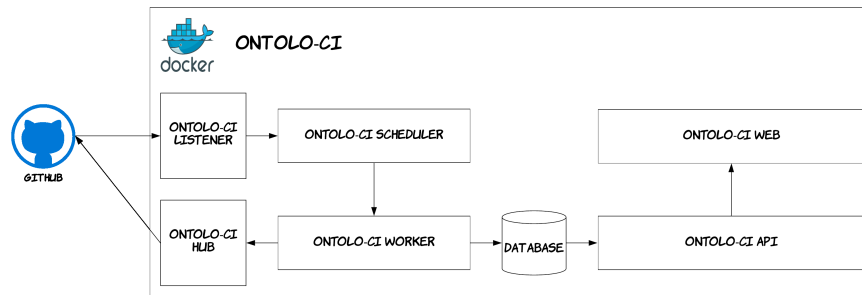 docker
ONTOLO-CI
ONTOLO-CI
LISTENER
ONTOLO-CI SCHEDULER
ONTOLO-CI WEB
GITHUB
ONTOLO-CI
HUB
ONTOLO-CI WORKER
DATABASE
ONTOLO-CI API